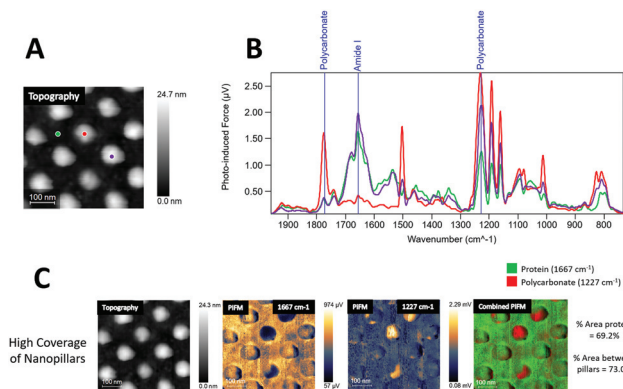 A
Topography
100 nm
24.7 nm
0.0 nm
B
Polycarbonate
Amide I
Polycarbonate
Photo-induced Force (µV)
2.50
2.00
1.50
1.00
0.50
1900 1800 1700 1600 1500 1400 1300 1200 1100 1000 900 800
Wavenumber (cm^-1)
C
Protein (1667 cm-1)
Polycarbonate (1227 cm-1)
High Coverage
of Nanopillars
Topography
100 nm
24.3 nm
0.0 nm
PiFM 1667 cm-1
100 nm
974 µV
57 µV
PiFM 1227 cm-1
100 nm
2.29 mV
0.08 mV
Combined PiFM
100 nm
% Area
= 69.2%
% Area
pillars = 73.0